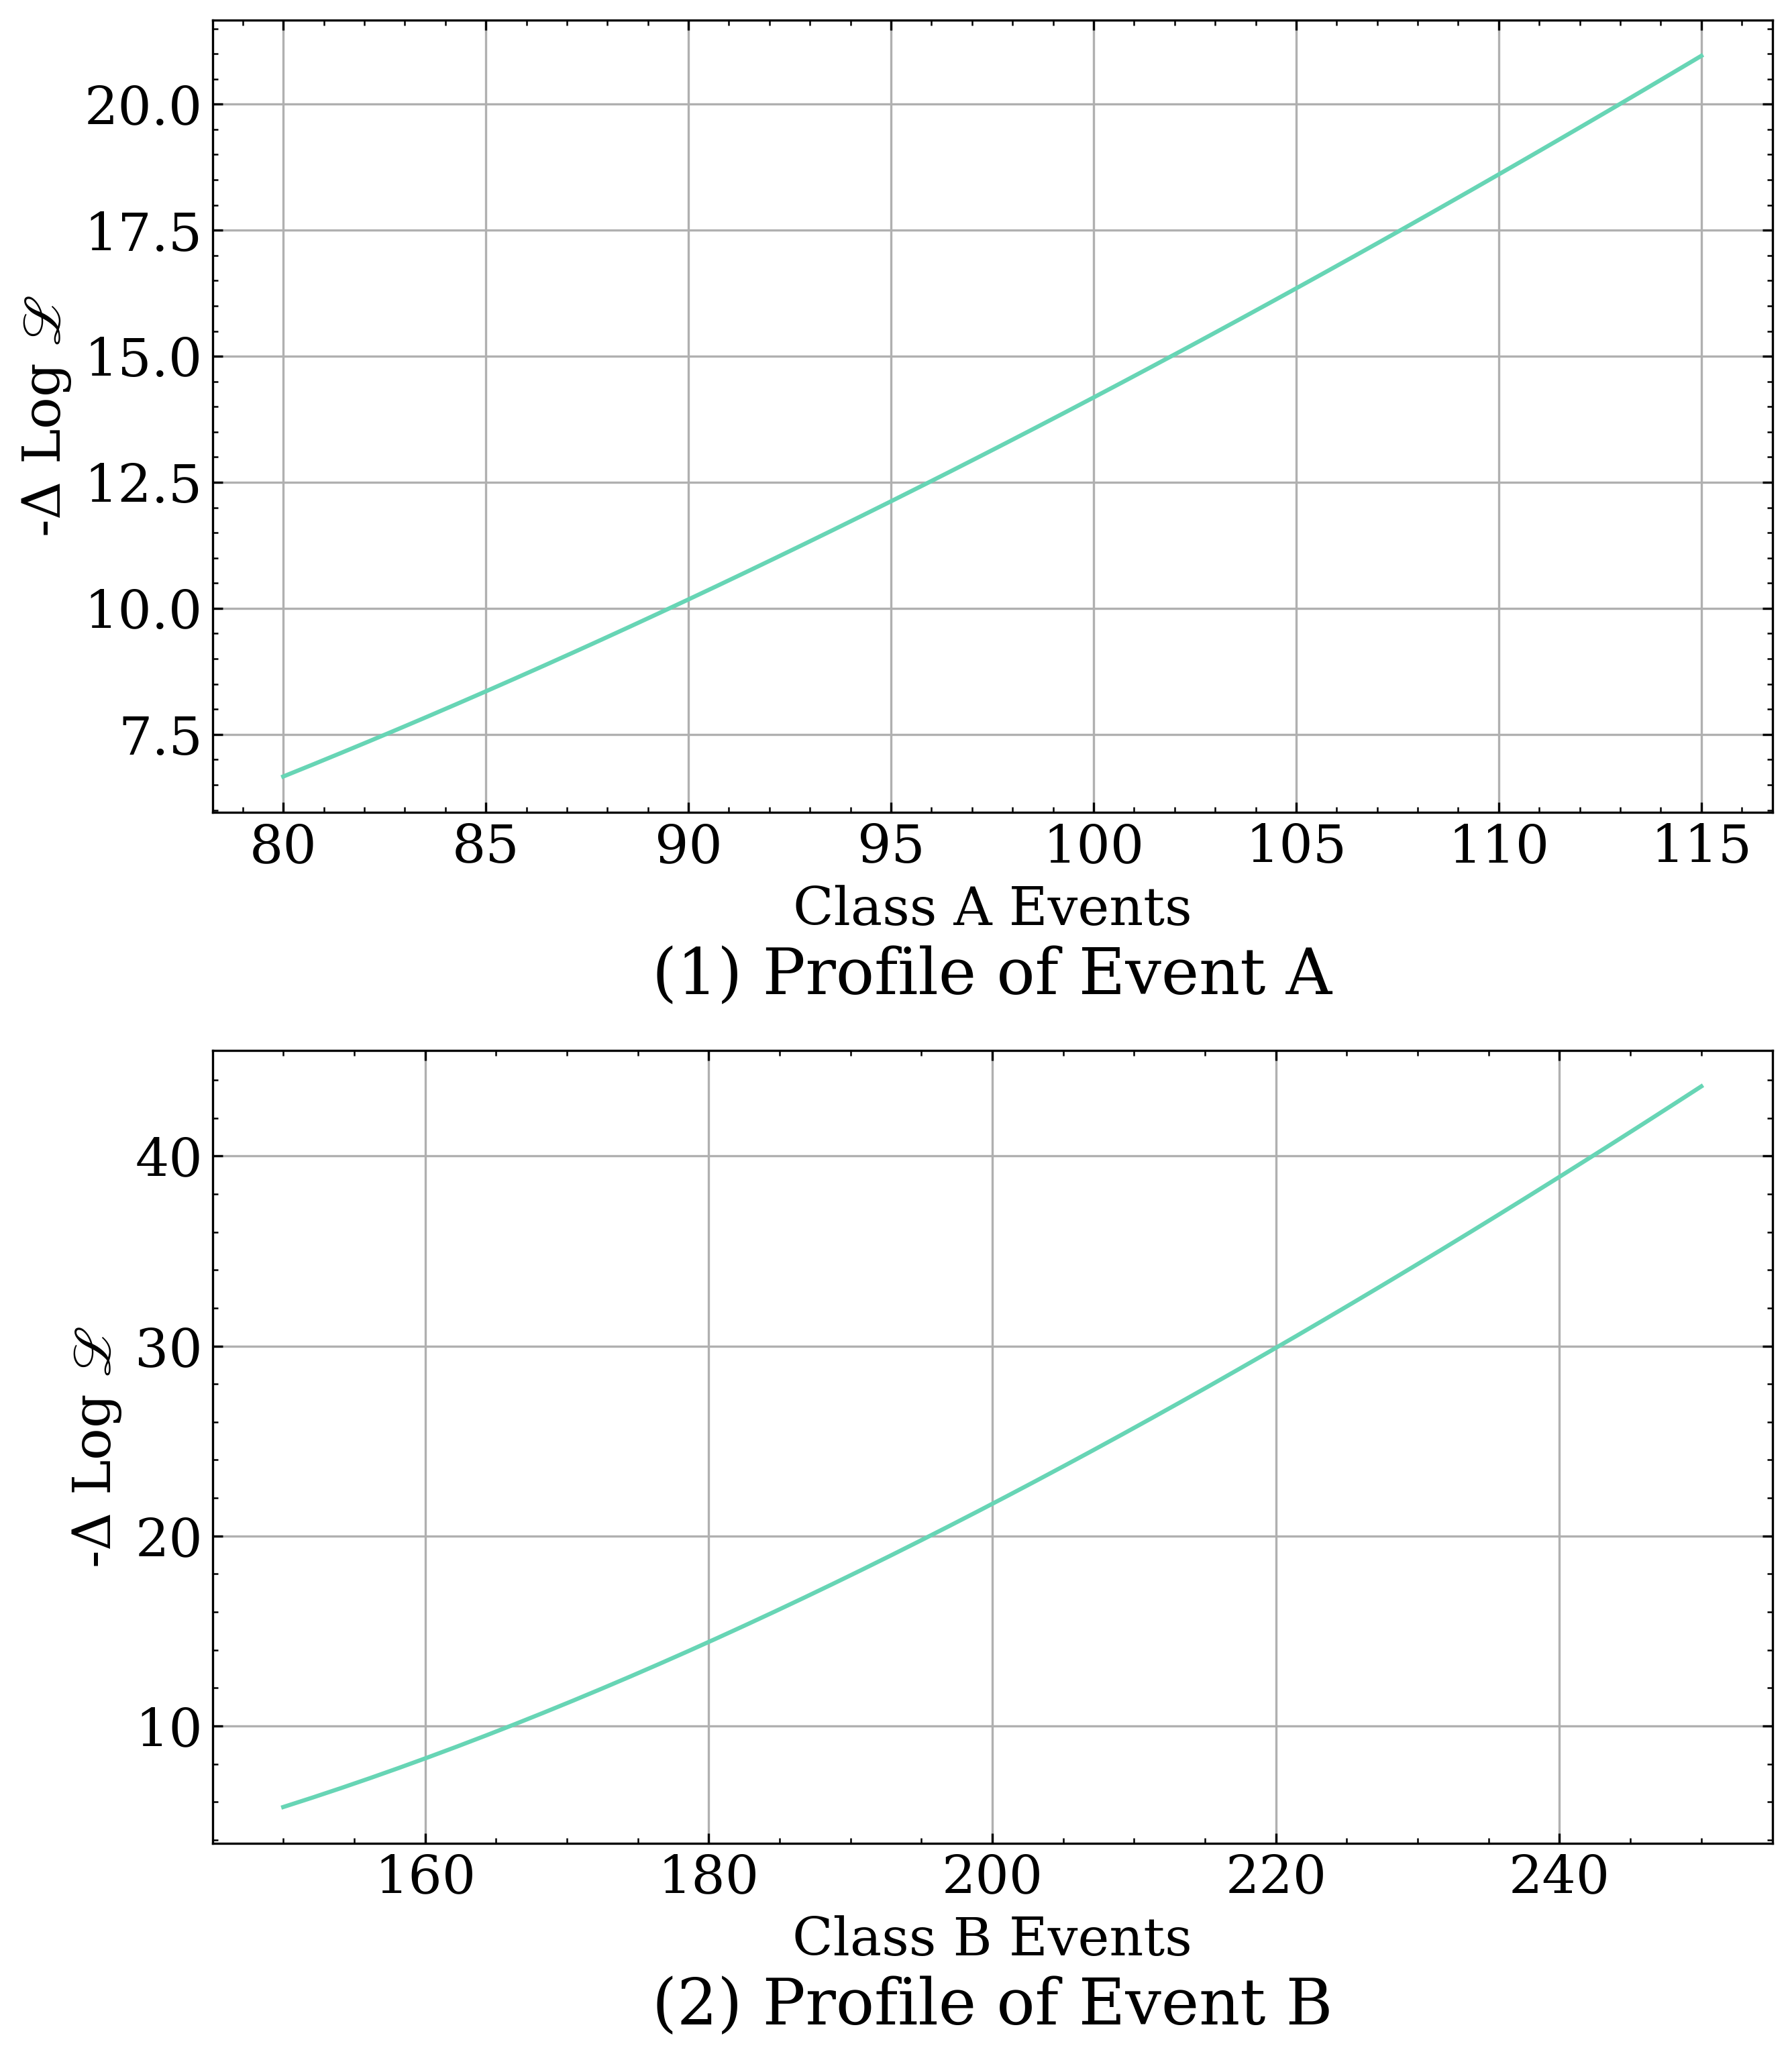 20.0
17.5
15.0
12.5
10.0
7.5
-Δ Log ℒ
80 85 90 95 100 105 110 115
Class A Events
(1) Profile of Event A
40
30
20
10
-Δ Log ℒ
160 180 200 220 240
Class B Events
(2) Profile of Event B